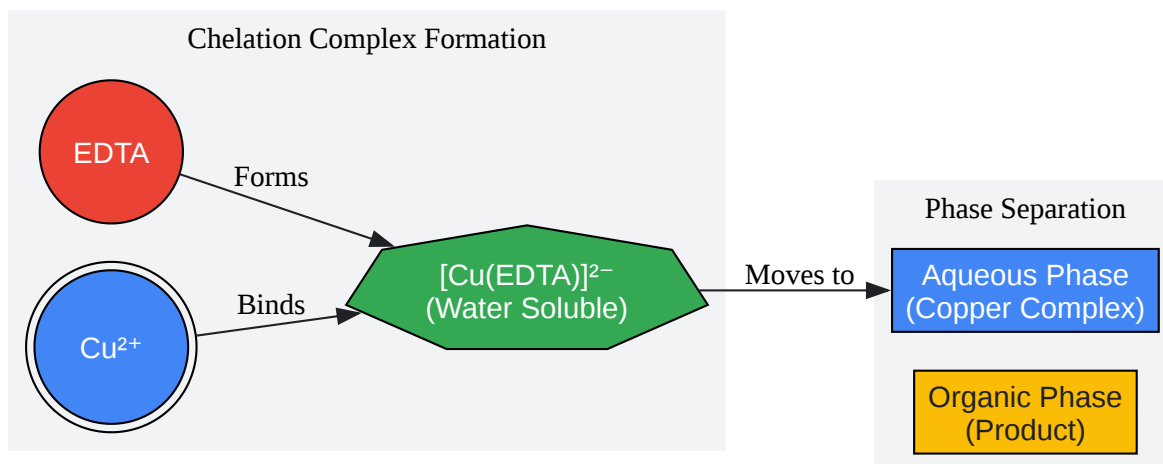 Chelation Complex Formation
EDTA
Forms
Cu²⁺
Binds
[Cu(EDTA)]²⁻
(Water Soluble)
Moves to
Phase Separation
Aqueous Phase
(Copper Complex)
Organic Phase
(Product)